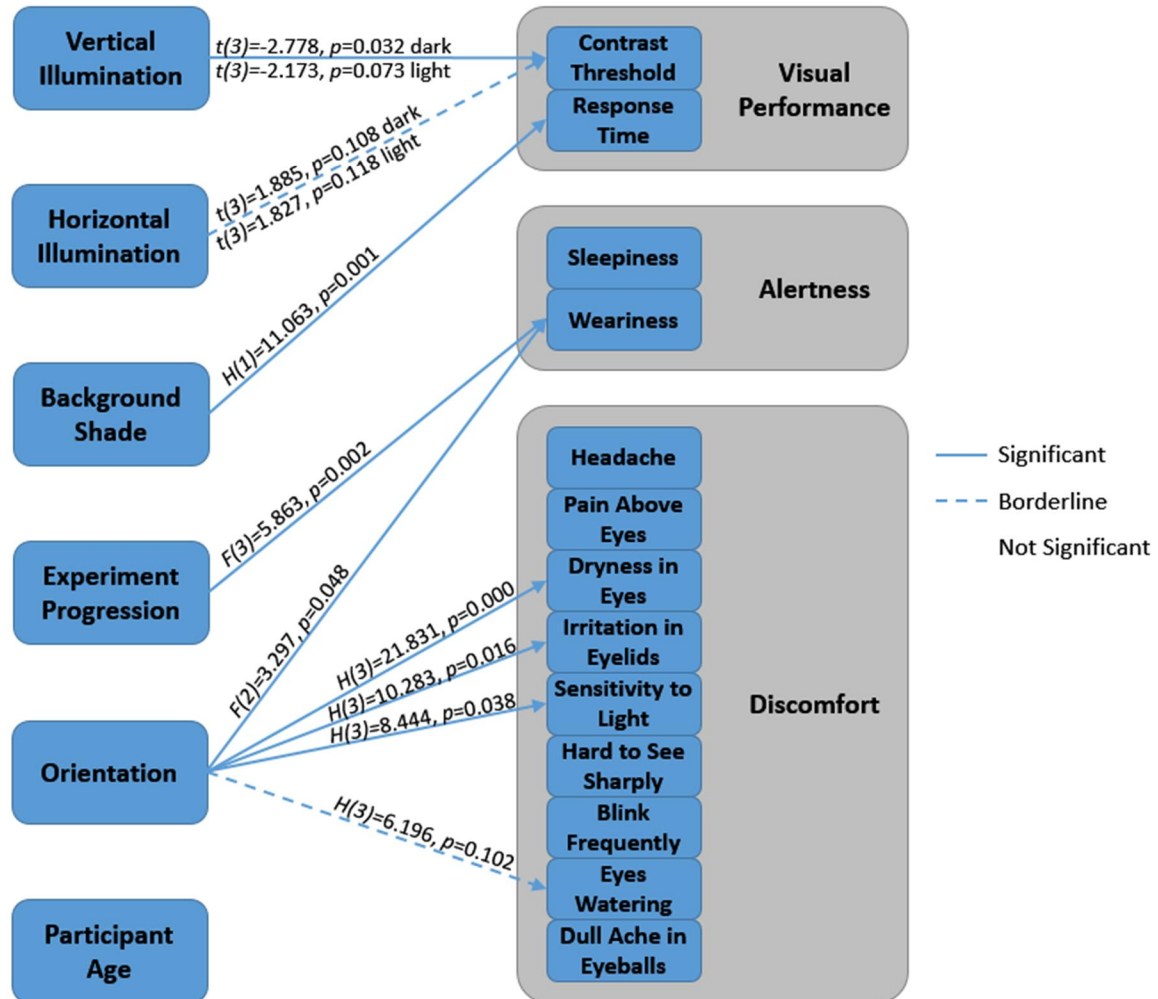 Vertical
Illumination
t(3)=-2.778, p=0.032 dark
t(3)=-2.173, p=0.073 light
Contrast
Threshold
Response
Time
Visual
Performance
Horizontal
Illumination
t(3)=1.885, p=0.108 dark
t(3)=1.827, p=0.118 light
Sleepiness
Weariness
Alertness
Background
Shade
H(1)=11.063, p=0.001
Experiment
Progression
F(3)=5.863, p=0.002
Orientation
F(2)=3.297, p=0.048
H(3)=21.831, p=0.000
H(3)=10.283, p=0.016
H(3)=8.444, p=0.038
H(3)=6.196, p=0.102
Headache
Pain Above
Eyes
Dryness in
Eyes
Irritation in
Eyelids
Sensitivity to
Light
Hard to See
Sharply
Blink
Frequently
Eyes
Watering
Dull Ache in
Eyeballs
Discomfort
Participant
Age
Significant
Borderline
Not Significant